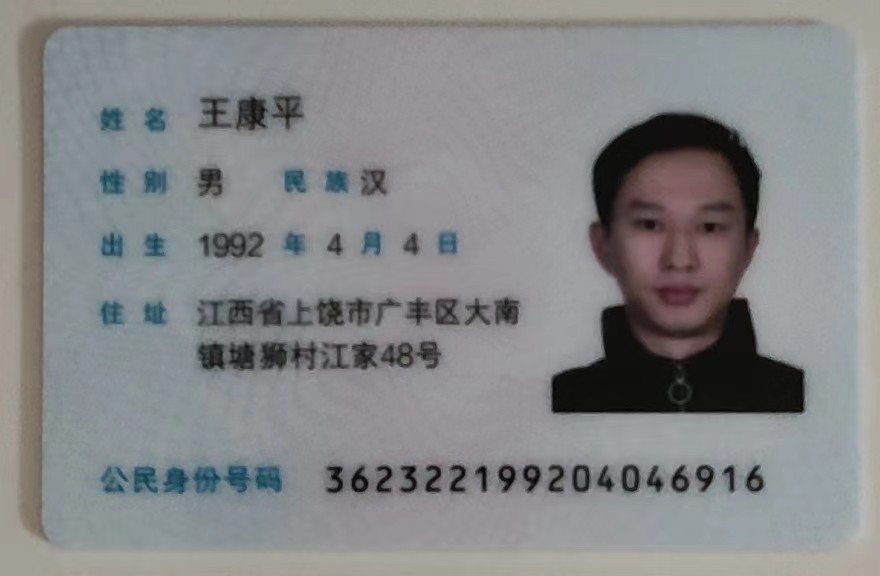 姓名 王康平
性别 男 民族 汉
出生 1992 年 4 月 4 日
住址 江西省上饶市广丰区大南
镇塘狮村江家48号
公民身份号码 362322199204046916